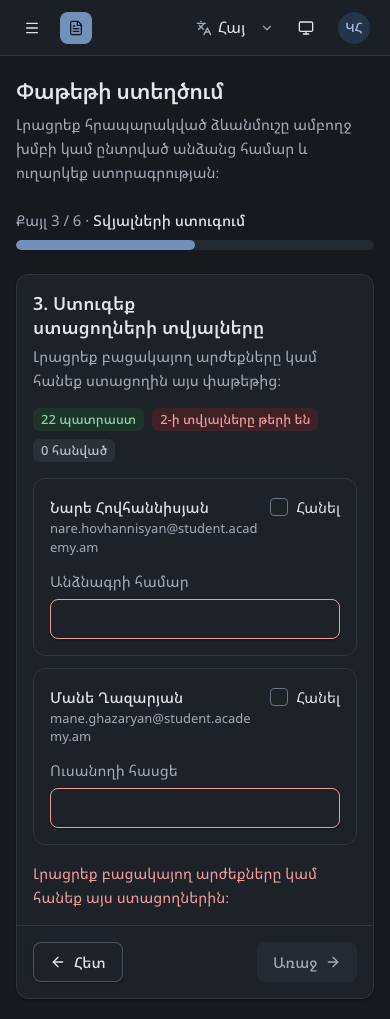 Հայ
ԿՀ
Փաթեթի ստեղծում
Լրացրեք հրապարակված ձևանմուշը ամբողջ
խմբի կամ ընտրված անձանց համար և
ուղարկեք ստորագրության։
Քայլ 3 / 6 · Տվյալների ստուգում
3. Ստուգեք
ստացողների տվյալները
Լրացրեք բացակայող արժեքները կամ
հանեք ստացողին այս փաթեթից։
22 պատրաստ
2-ի տվյալները թերի են
0 հանված
Նարե Հովհաննիսյան
Հանել
nare.hovhannisyan@student.acad
emy.am
Անձնագրի համար
Մանե Ղազարյան
Հանել
mane.ghazaryan@student.acade
my.am
Ուսանողի հասցե
Լրացրեք բացակայող արժեքները կամ
հանեք այս ստացողներին։
Հետ
Առաջ